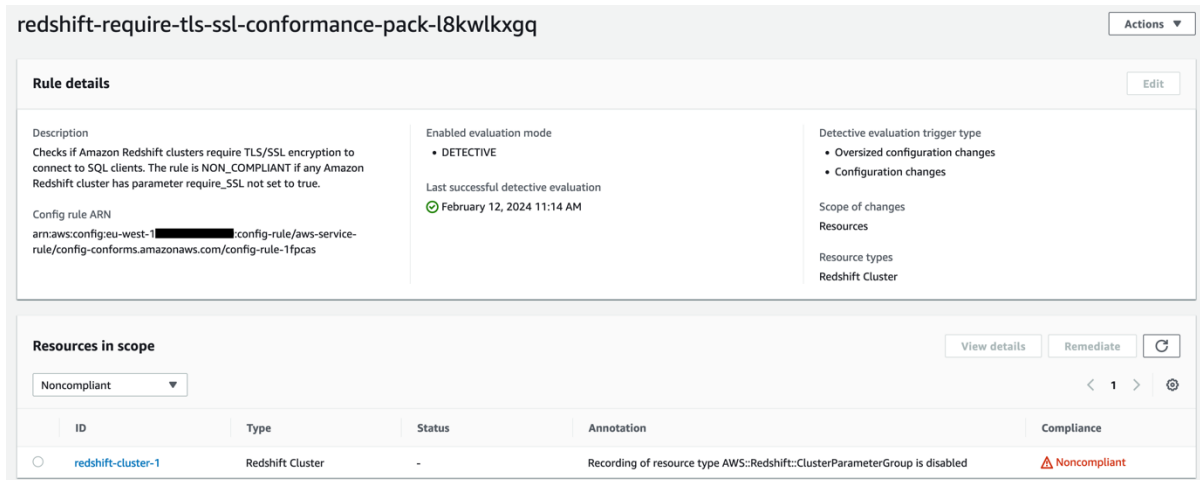 redshift-require-tls-ssl-conformance-pack-l8kwlkxgq
Actions
Rule details
Edit
Description
Checks if Amazon Redshift clusters require TLS/SSL encryption to
connect to SQL clients. The rule is NON_COMPLIANT if any Amazon
Redshift cluster has parameter require_SSL not set to true.
Config rule ARN
arn:aws:config:eu-west-1 :config-rule/aws-service-
rule/config-conforms.amazonaws.com/config-rule-1fpcas
Enabled evaluation mode
• DETECTIVE
Last successful detective evaluation
February 12, 2024 11:14 AM
Detective evaluation trigger type
• Oversized configuration changes
• Configuration changes
Scope of changes
Resources
Resource types
Redshift Cluster
Resources in scope
View details Remediate
Noncompliant
1
ID Type Status Annotation Compliance
redshift-cluster-1 Redshift Cluster - Recording of resource type AWS::Redshift::ClusterParameterGroup is disabled Noncompliant